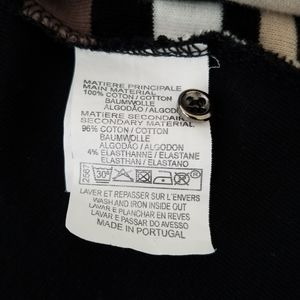 MATIERE PRINCIPALE
MAIN MATERIAL
100% COTON / COTTON
BAUMWOLLE
ALGODÃO / ALGODON
MATIERE SECONDAIRE
SECONDARY MATERIAL
96% COTON / COTTON
BAUMWOLLE
ALGODÃO / ALGODON
4% ELASTHANNE / ELASTANE
ELASTHAN / ELASTANO
30°
LAVER ET REPASSER SUR L'ENVERS
WASH AND IRON INSIDE OUT
LAVAR E PLANCHAR EN REVES
LAVAR E PASSAR DO AVESSO
MADE IN PORTUGAL